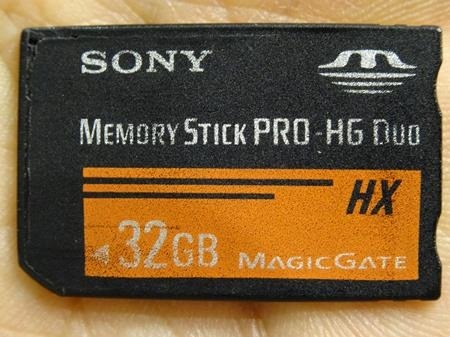 SONY
MEMORY STICK PRO-HG DUO
HX
32GB MAGICGATE